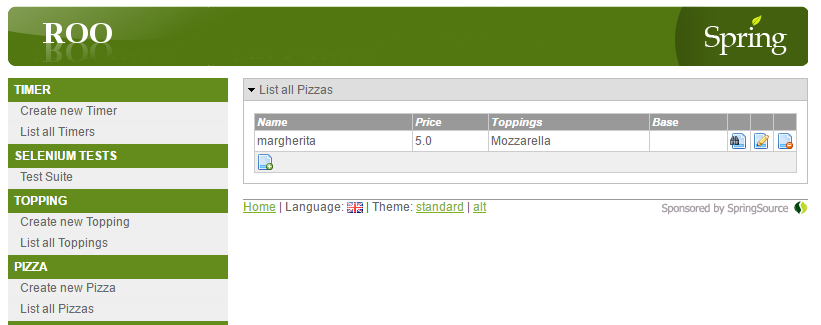 ROO
Spring
TIMER
Create new Timer
List all Timers
SELENIUM TESTS
Test Suite
TOPPING
Create new Topping
List all Toppings
PIZZA
Create new Pizza
List all Pizzas
List all Pizzas
Name Price Toppings Base
margherita 5.0 Mozzarella
Home | Language: | Theme: standard | alt
Sponsored by SpringSource